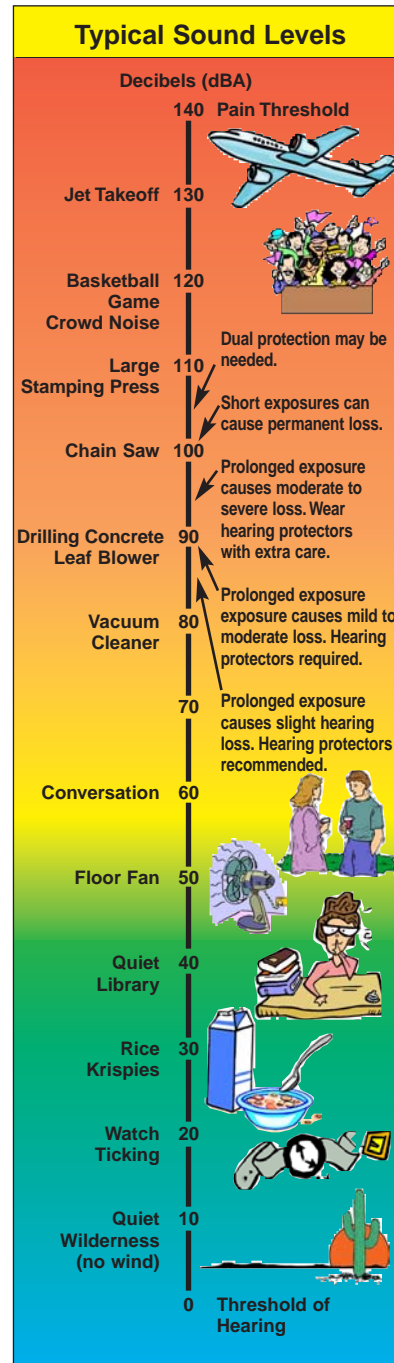 Typical Sound Levels
Decibels (dBA)
140 Pain Threshold
Jet Takeoff 130
Basketball 120
Game
Crowd Noise
Dual protection may be
needed.
Large 110
Stamping Press
Short exposures can
cause permanent loss.
Chain Saw 100
Prolonged exposure
causes moderate to
severe loss. Wear
hearing protectors
with extra care.
Drilling Concrete 90
Leaf Blower
Prolonged exposure
exposure causes mild to
moderate loss. Hearing
protectors required.
Vacuum 80
Cleaner
70
Prolonged exposure
causes slight hearing
loss. Hearing protectors
recommended.
Conversation 60
Floor Fan 50
Quiet 40
Library
Rice 30
Krispies
Watch 20
Ticking
Quiet 10
Wilderness
(no wind)
0 Threshold of
Hearing